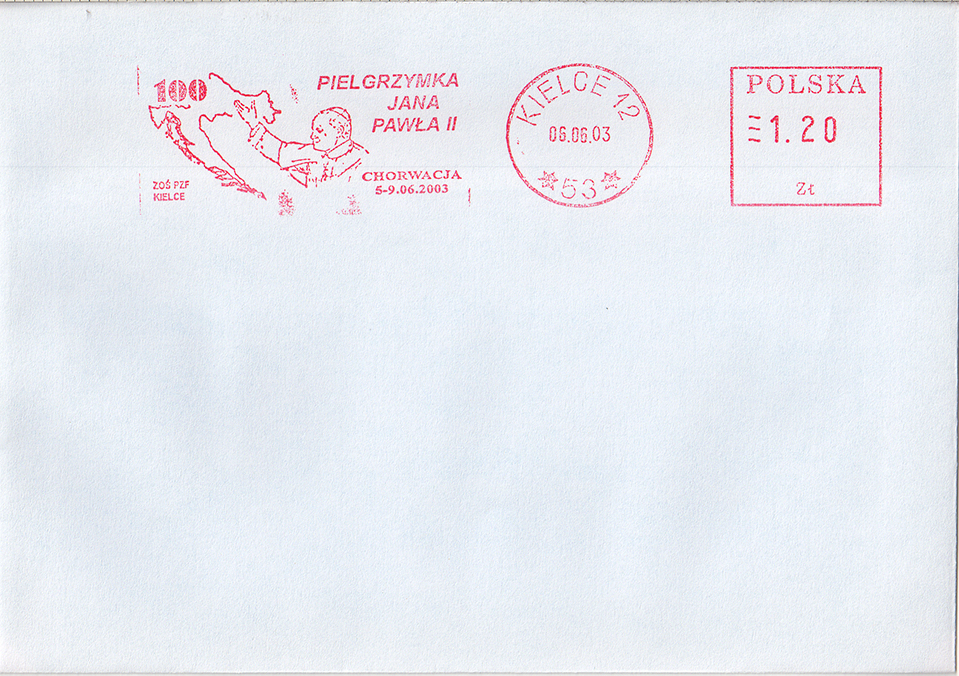 100
PIELGRZYMKA
JANA
PAWŁA II
CHORWACJA
5-9.06.2003
ZOŚ PZF
KIELCE
KIELCE 12
06.06.03
53
POLSKA
1.20
Zł